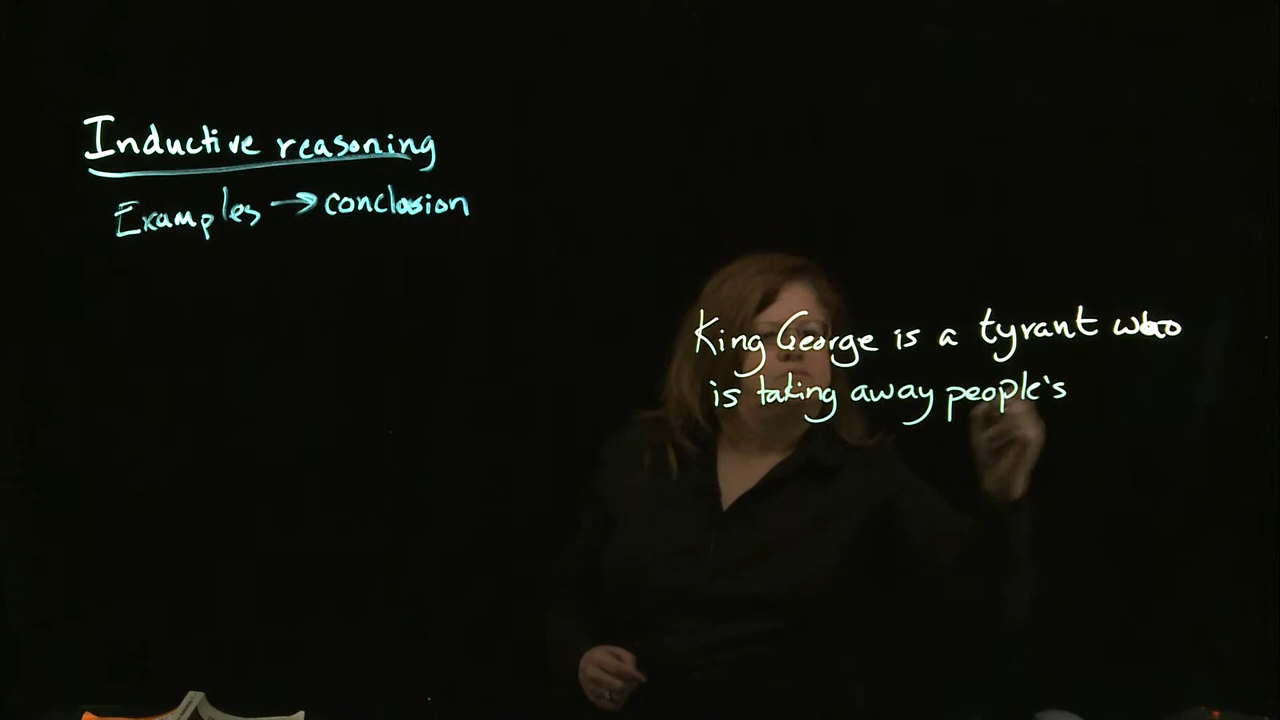 Inductive reasoning
Examples → conclusion
King George is a tyrant who
is taking away people's